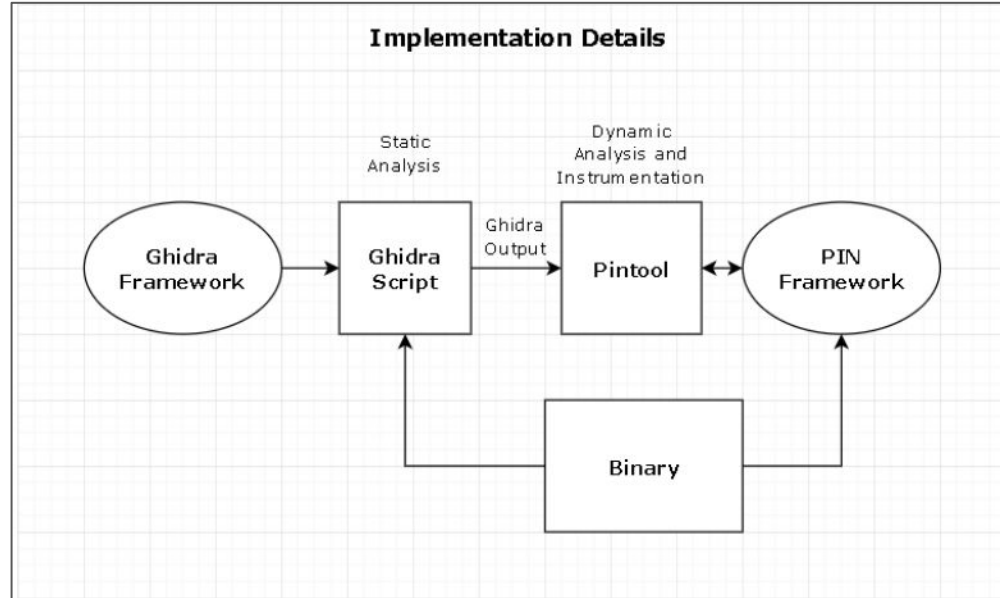 Implementation Details
Static
Analysis
Dynamic
Analysis and
Instrumentation
Ghidra
Framework
Ghidra
Script
Ghidra
Output
Pintool
PIN
Framework
Binary